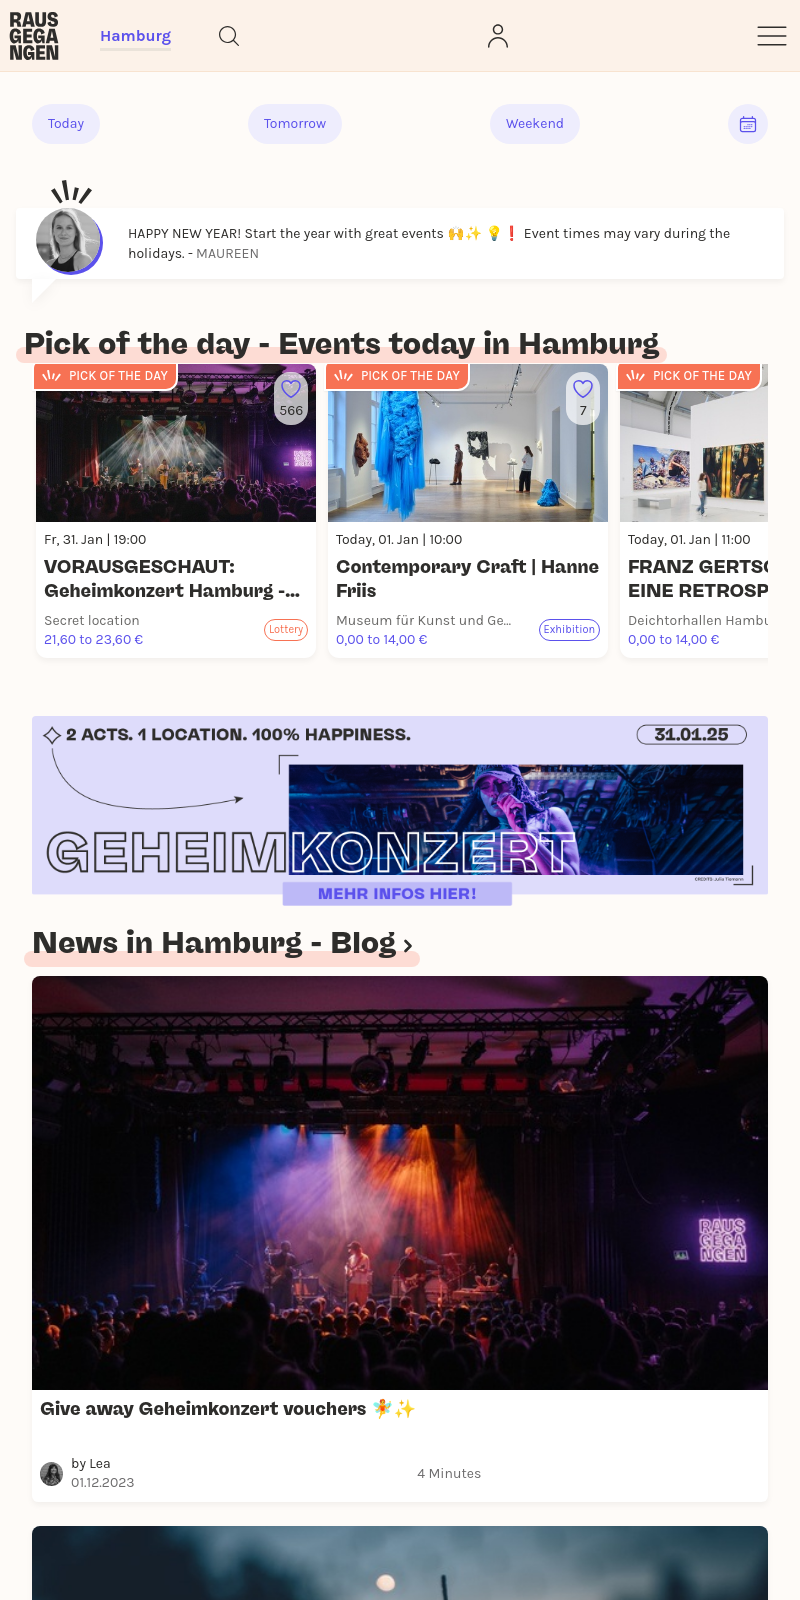 RAUS
GEGA
NGEN
Hamburg
Today
Tomorrow
Weekend
HAPPY NEW YEAR! Start the year with great events 🙌✨ 💡❗ Event times may vary during the
holidays. - MAUREEN
Pick of the day - Events today in Hamburg
PICK OF THE DAY
566
Fr, 31. Jan | 19:00
VORAUSGESCHAUT:
Geheimkonzert Hamburg -...
Secret location
21,60 to 23,60 €
Lottery
PICK OF THE DAY
7
Today, 01. Jan | 10:00
Contemporary Craft | Hanne
Friis
Museum für Kunst und Ge...
0,00 to 14,00 €
Exhibition
PICK OF THE DAY
Today, 01. Jan | 11:00
FRANZ GERTSC
EINE RETROSP
Deichtorhallen Hambu
0,00 to 14,00 €
2 ACTS. 1 LOCATION. 100% HAPPINESS.
31.01.25
GEHEIMKONZERT
CREDITS: Julia Tiemann
MEHR INFOS HIER!
News in Hamburg - Blog ›
RAUS
GEGA
NGEN
Give away Geheimkonzert vouchers 🧚✨
by Lea
01.12.2023
4 Minutes